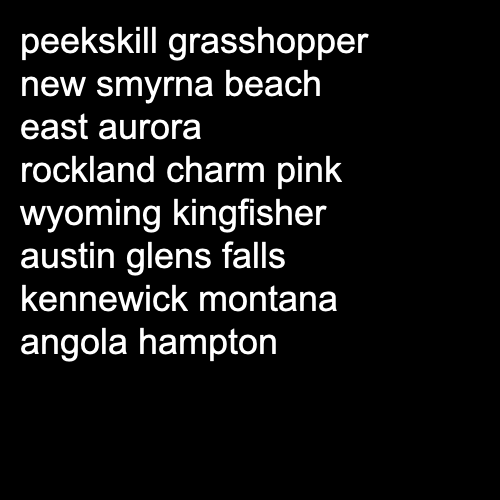 peekskill grasshopper
new smyrna beach
east aurora
rockland charm pink
wyoming kingfisher
austin glens falls
kennewick montana
angola hampton